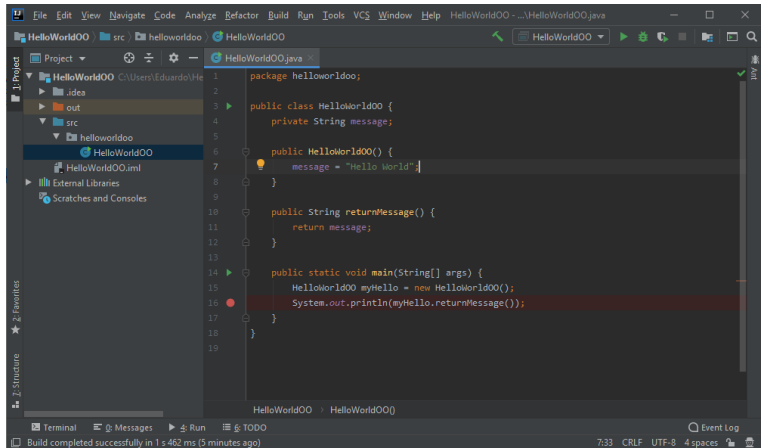 File Edit View Navigate Code Analyze Refactor Build Run Tools VCS Window Help HelloWorldOO - ...\HelloWorldOO.java
HelloWorldOO src helloworldoo HelloWorldOO HelloWorldOO
1: Project
Project
HelloWorldOO C:\Users\Eduardo\He
.idea
out
src
helloworldoo
HelloWorldOO
HelloWorldOO.iml
External Libraries
Scratches and Consoles
2: Favorites
7: Structure
HelloWorldOO.java
1 package helloworldoo;
2
3 public class HelloWorldOO {
4 private String message;
5
6 public HelloWorldOO() {
7 message = "Hello World";
8 }
9
10 public String returnMessage() {
11 return message;
12 }
13
14 public static void main(String[] args) {
15 HelloWorldOO myHello = new HelloWorldOO();
16 System.out.println(myHello.returnMessage());
17 }
18 }
19
HelloWorldOO HelloWorldOO()
Ant
Terminal 0: Messages 4: Run 6: TODO Event Log
Build completed successfully in 1 s 462 ms (5 minutes ago) 7:33 CRLF UTF-8 4 spaces